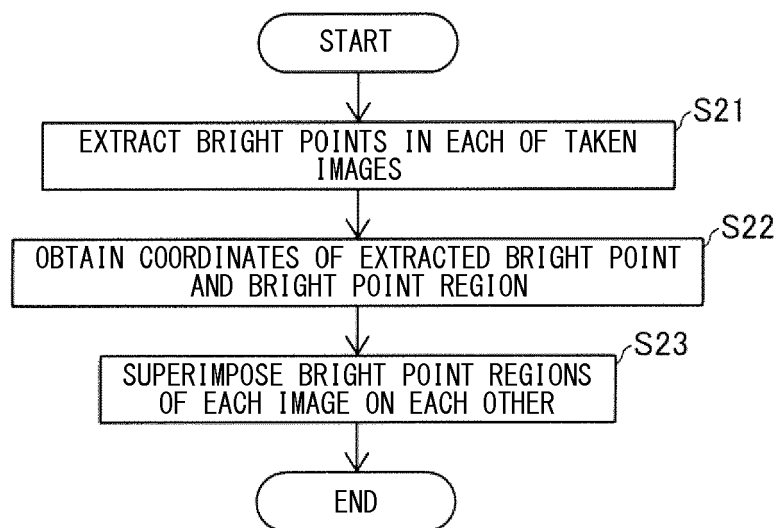 START
S21
EXTRACT BRIGHT POINTS IN EACH OF TAKEN
IMAGES
S22
OBTAIN COORDINATES OF EXTRACTED BRIGHT POINT
AND BRIGHT POINT REGION
S23
SUPERIMPOSE BRIGHT POINT REGIONS
OF EACH IMAGE ON EACH OTHER
END